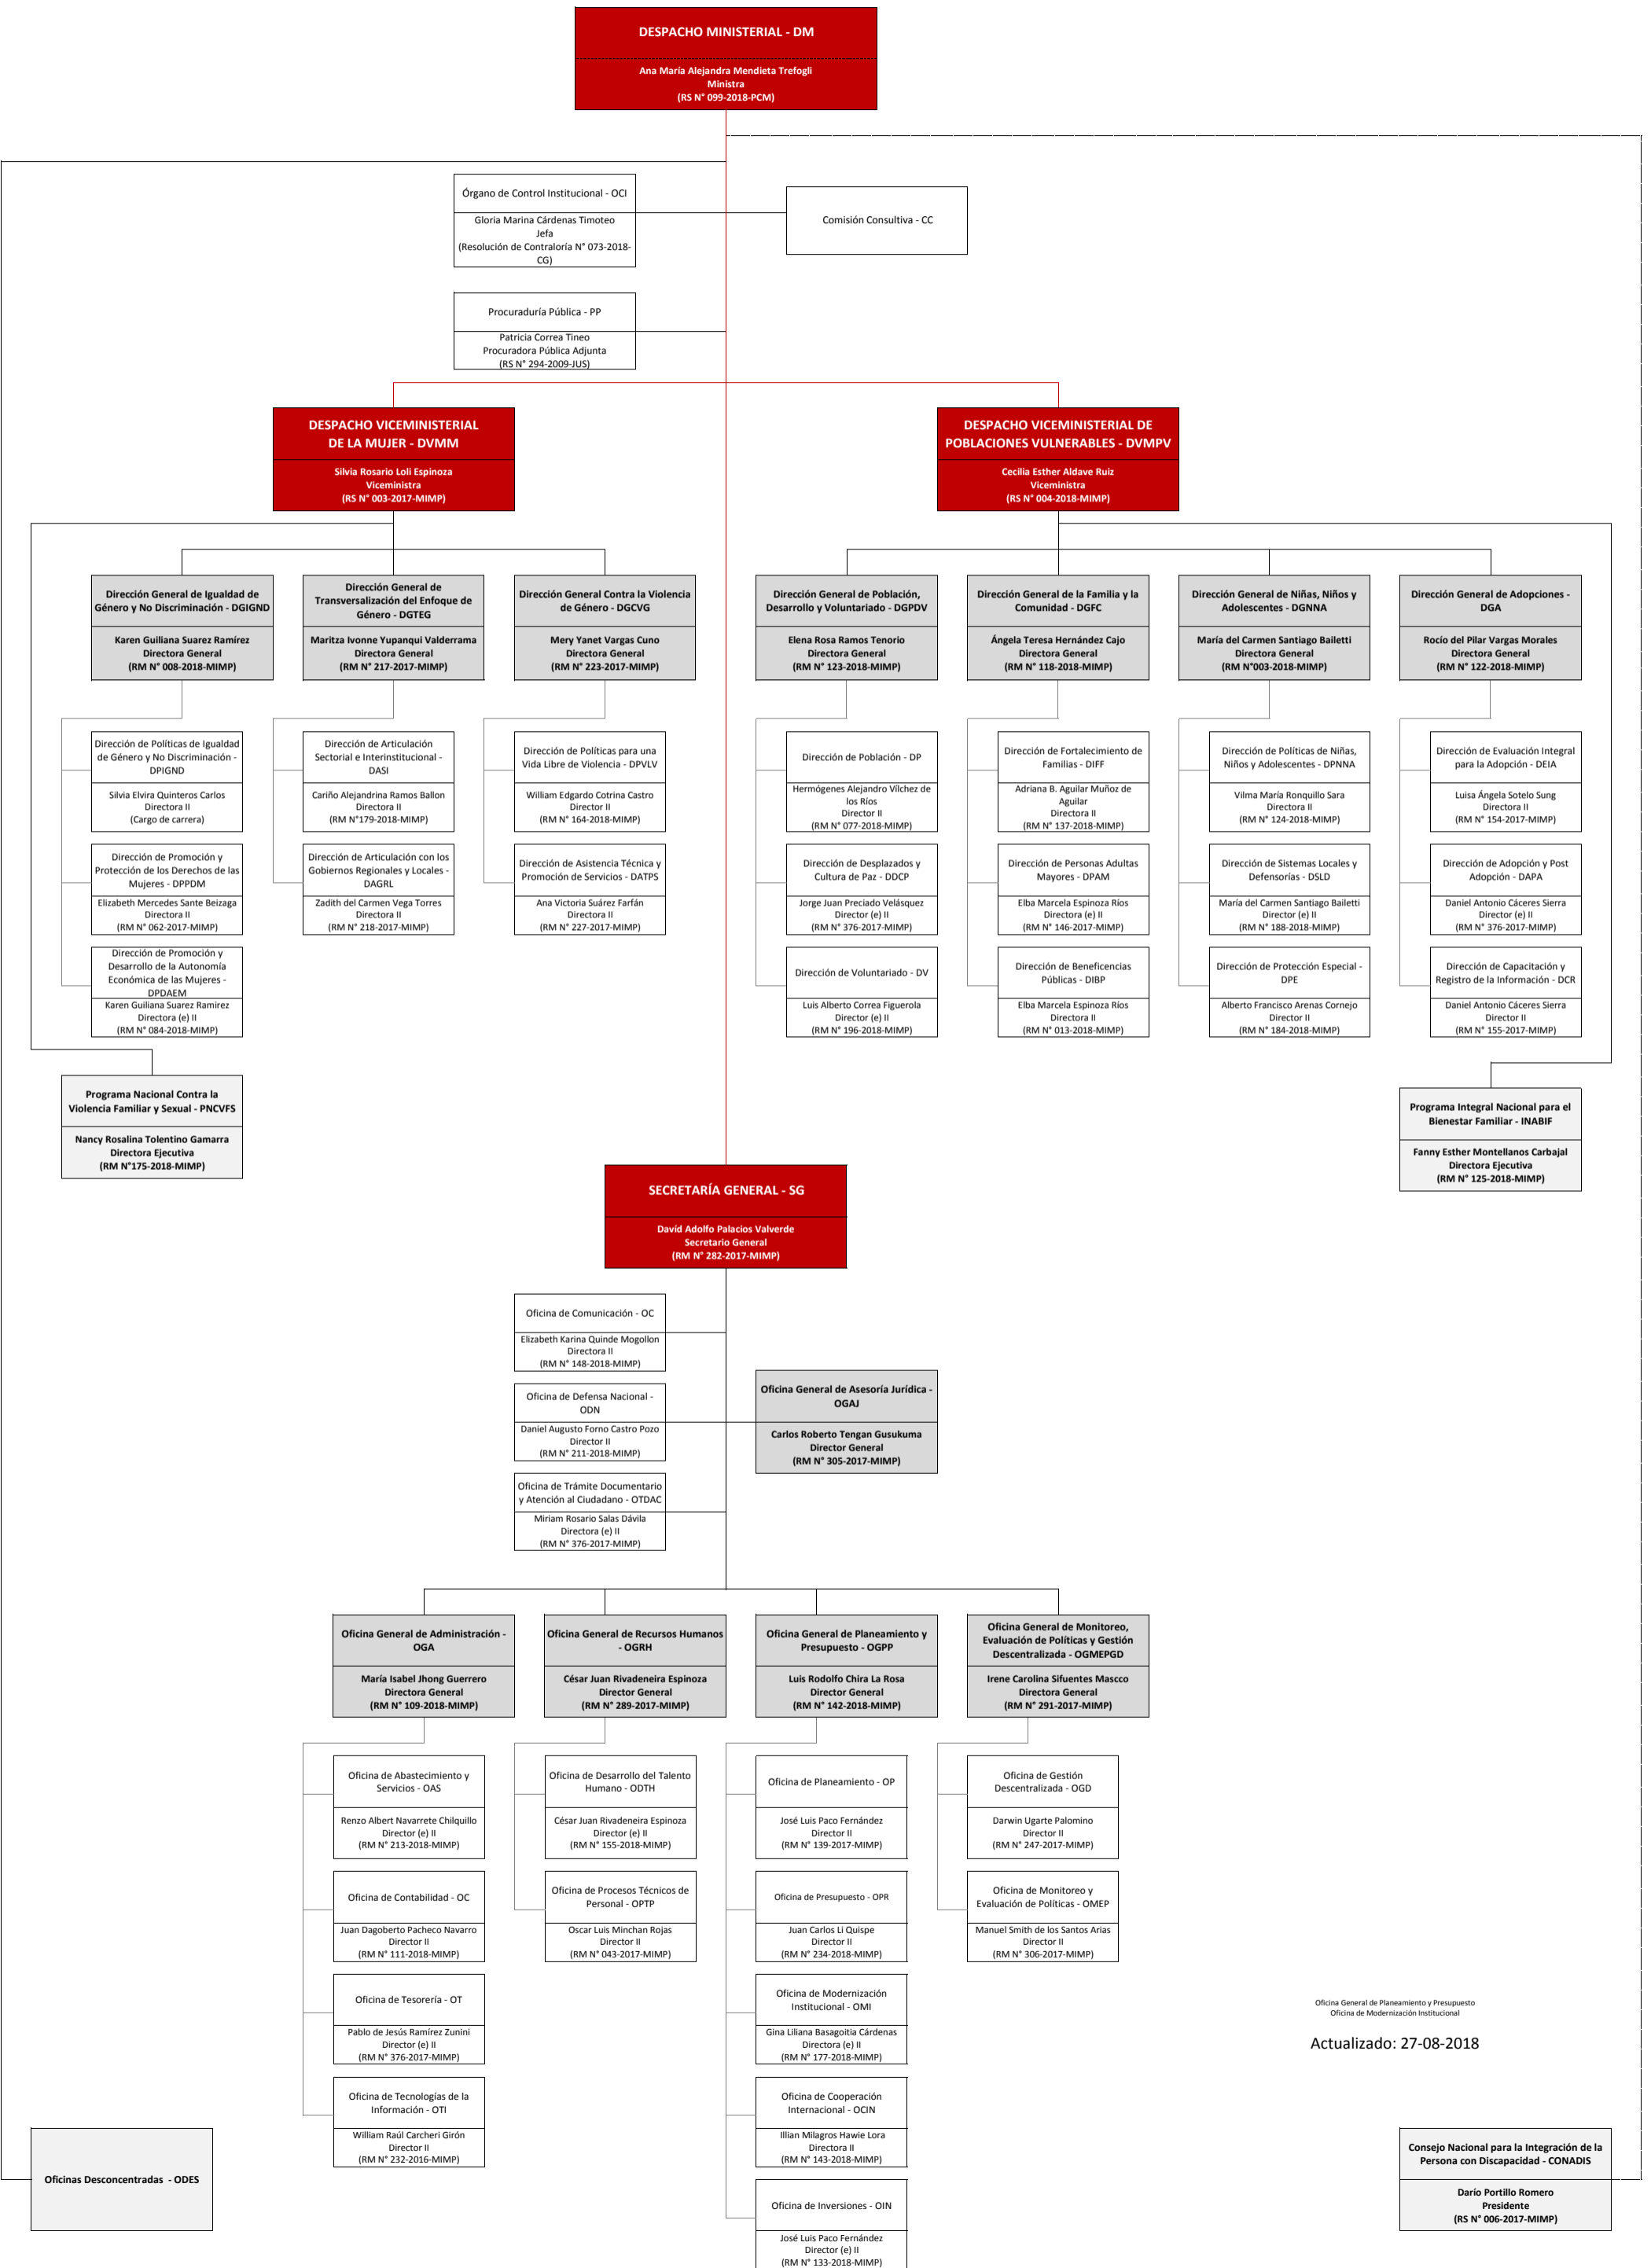 DESPACHO MINISTERIAL - DM
Ana María Alejandra Mendieta Trefogli
Ministra
(RS N° 099-2018-PCM)
Órgano de Control Institucional - OCI
Gloria Marina Cárdenas Timoteo
Jefa
(Resolución de Contraloría N° 073-2018-
CG)
Comisión Consultiva - CC
Procuraduría Pública - PP
Patricia Correa Tineo
Procuradora Pública Adjunta
(RS N° 294-2009-JUS)
DESPACHO VICEMINISTERIAL
DE LA MUJER - DVMM
Silvia Rosario Loli Espinoza
Viceministra
(RS N° 003-2017-MIMP)
DESPACHO VICEMINISTERIAL DE
POBLACIONES VULNERABLES - DVMPV
Cecilia Esther Aldave Ruiz
Viceministra
(RS N° 004-2018-MIMP)
Dirección General de Igualdad de
Género y No Discriminación - DGIGND
Karen Guiliana Suarez Ramírez
Directora General
(RM N° 008-2018-MIMP)
Dirección General de
Transversalización del Enfoque de
Género - DGTEG
Maritza Ivonne Yupanqui Valderrama
Directora General
(RM N° 217-2017-MIMP)
Dirección General Contra la Violencia
de Género - DGCVG
Mery Yanet Vargas Cuno
Directora General
(RM N° 223-2017-MIMP)
Dirección General de Población,
Desarrollo y Voluntariado - DGPDV
Elena Rosa Ramos Tenorio
Directora General
(RM N° 123-2018-MIMP)
Dirección General de la Familia y la
Comunidad - DGFC
Ángela Teresa Hernández Cajo
Directora General
(RM N° 118-2018-MIMP)
Dirección General de Niñas, Niños y
Adolescentes - DGNNA
María del Carmen Santiago Bailetti
Directora General
(RM N°003-2018-MIMP)
Dirección General de Adopciones -
DGA
Rocío del Pilar Vargas Morales
Directora General
(RM N° 122-2018-MIMP)
Dirección de Políticas de Igualdad
de Género y No Discriminación -
DPIGND
Silvia Elvira Quinteros Carlos
Directora II
(Cargo de carrera)
Dirección de Articulación
Sectorial e Interinstitucional -
DASI
Cariño Alejandrina Ramos Ballon
Directora II
(RM N°179-2018-MIMP)
Dirección de Políticas para una
Vida Libre de Violencia - DPVLV
William Edgardo Cotrina Castro
Director II
(RM N° 164-2018-MIMP)
Dirección de Población - DP
Hermógenes Alejandro Vílchez de
los Ríos
Director II
(RM N° 077-2018-MIMP)
Dirección de Fortalecimiento de
Familias - DIFF
Adriana B. Aguilar Muñoz de
Aguilar
Directora II
(RM N° 137-2018-MIMP)
Dirección de Políticas de Niñas,
Niños y Adolescentes - DPNNA
Vilma María Ronquillo Sara
Directora II
(RM N° 124-2018-MIMP)
Dirección de Evaluación Integral
para la Adopción - DEIA
Luisa Ángela Sotelo Sung
Directora II
(RM N° 154-2017-MIMP)
Dirección de Promoción y
Protección de los Derechos de las
Mujeres - DPPDM
Elizabeth Mercedes Sante Beizaga
Directora II
(RM N° 062-2017-MIMP)
Dirección de Articulación con los
Gobiernos Regionales y Locales -
DAGRL
Zadith del Carmen Vega Torres
Directora II
(RM N° 218-2017-MIMP)
Dirección de Asistencia Técnica y
Promoción de Servicios - DATPS
Ana Victoria Suárez Farfán
Directora II
(RM N° 227-2017-MIMP)
Dirección de Desplazados y
Cultura de Paz - DDCP
Jorge Juan Preciado Velásquez
Director (e) II
(RM N° 376-2017-MIMP)
Dirección de Personas Adultas
Mayores - DPAM
Elba Marcela Espinoza Ríos
Directora (e) II
(RM N° 146-2017-MIMP)
Dirección de Sistemas Locales y
Defensorías - DSLD
María del Carmen Santiago Bailetti
Director (e) II
(RM N° 188-2018-MIMP)
Dirección de Adopción y Post
Adopción - DAPA
Daniel Antonio Cáceres Sierra
Director (e) II
(RM N° 376-2017-MIMP)
Dirección de Promoción y
Desarrollo de la Autonomía
Económica de las Mujeres -
DPDAEM
Karen Guiliana Suarez Ramirez
Directora (e) II
(RM N° 084-2018-MIMP)
Dirección de Voluntariado - DV
Luis Alberto Correa Figuerola
Director (e) II
(RM N° 196-2018-MIMP)
Dirección de Beneficencias
Públicas - DIBP
Elba Marcela Espinoza Ríos
Directora II
(RM N° 013-2018-MIMP)
Dirección de Protección Especial -
DPE
Alberto Francisco Arenas Cornejo
Director II
(RM N° 184-2018-MIMP)
Dirección de Capacitación y
Registro de la Información - DCR
Daniel Antonio Cáceres Sierra
Director II
(RM N° 155-2017-MIMP)
Programa Nacional Contra la
Violencia Familiar y Sexual - PNCVFS
Nancy Rosalina Tolentino Gamarra
Directora Ejecutiva
(RM N°175-2018-MIMP)
Programa Integral Nacional para el
Bienestar Familiar - INABIF
Fanny Esther Montellanos Carbajal
Directora Ejecutiva
(RM N° 125-2018-MIMP)
SECRETARÍA GENERAL - SG
Davíd Adolfo Palacios Valverde
Secretario General
(RM N° 282-2017-MIMP)
Oficina de Comunicación - OC
Elizabeth Karina Quinde Mogollon
Directora II
(RM N° 148-2018-MIMP)
Oficina de Defensa Nacional -
ODN
Daniel Augusto Forno Castro Pozo
Director II
(RM N° 211-2018-MIMP)
Oficina General de Asesoría Jurídica -
OGAJ
Carlos Roberto Tengan Gusukuma
Director General
(RM N° 305-2017-MIMP)
Oficina de Trámite Documentario
y Atención al Ciudadano - OTDAC
Miriam Rosario Salas Dávila
Directora (e) II
(RM N° 376-2017-MIMP)
Oficina General de Administración -
OGA
María Isabel Jhong Guerrero
Directora General
(RM N° 109-2018-MIMP)
Oficina General de Recursos Humanos
- OGRH
César Juan Rivadeneira Espinoza
Director General
(RM N° 289-2017-MIMP)
Oficina General de Planeamiento y
Presupuesto - OGPP
Luis Rodolfo Chira La Rosa
Director General
(RM N° 142-2018-MIMP)
Oficina General de Monitoreo,
Evaluación de Políticas y Gestión
Descentralizada - OGMEPGD
Irene Carolina Sifuentes Mascco
Directora General
(RM N° 291-2017-MIMP)
Oficina de Abastecimiento y
Servicios - OAS
Renzo Albert Navarrete Chilquillo
Director (e) II
(RM N° 213-2018-MIMP)
Oficina de Desarrollo del Talento
Humano - ODTH
César Juan Rivadeneira Espinoza
Director (e) II
(RM N° 155-2018-MIMP)
Oficina de Planeamiento - OP
José Luis Paco Fernández
Director II
(RM N° 139-2017-MIMP)
Oficina de Gestión
Descentralizada - OGD
Darwin Ugarte Palomino
Director II
(RM N° 247-2017-MIMP)
Oficina de Contabilidad - OC
Juan Dagoberto Pacheco Navarro
Director II
(RM N° 111-2018-MIMP)
Oficina de Procesos Técnicos de
Personal - OPTP
Oscar Luis Minchan Rojas
Director II
(RM N° 043-2017-MIMP)
Oficina de Presupuesto - OPR
Juan Carlos Li Quispe
Director II
(RM N° 234-2018-MIMP)
Oficina de Monitoreo y
Evaluación de Políticas - OMEP
Manuel Smith de los Santos Arias
Director II
(RM N° 306-2017-MIMP)
Oficina de Tesorería - OT
Pablo de Jesús Ramírez Zunini
Director (e) II
(RM N° 376-2017-MIMP)
Oficina de Modernización
Institucional - OMI
Gina Liliana Basagoitia Cárdenas
Directora (e) II
(RM N° 177-2018-MIMP)
Oficina General de Planeamiento y Presupuesto
Oficina de Modernización Institucional
Actualizado: 27-08-2018
Oficina de Tecnologías de la
Información - OTI
William Raúl Carcheri Girón
Director II
(RM N° 232-2016-MIMP)
Oficina de Cooperación
Internacional - OCIN
Illian Milagros Hawie Lora
Directora II
(RM N° 143-2018-MIMP)
Oficinas Desconcentradas - ODES
Consejo Nacional para la Integración de la
Persona con Discapacidad - CONADIS
Darío Portillo Romero
Presidente
(RS N° 006-2017-MIMP)
Oficina de Inversiones - OIN
José Luis Paco Fernández
Director (e) II
(RM N° 133-2018-MIMP)